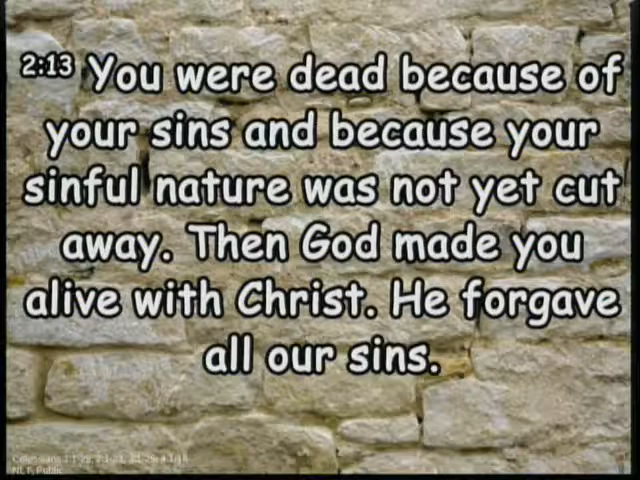 2:13 You were dead because of
your sins and because your
sinful nature was not yet cut
away. Then God made you
alive with Christ. He forgave
all our sins.
Colossians